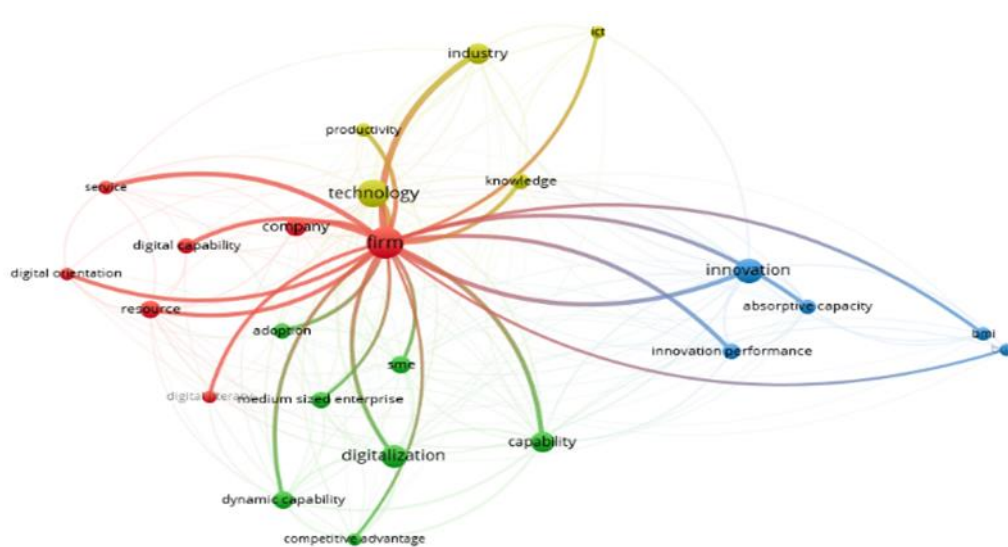 ict
industry
productivity
knowledge
service
technology
company
digital capability
firm
digital orientation
innovation
resource
absorptive capacity
adoption
bmi
innovation performance
sme
medium sized enterprise
capability
digitalization
dynamic capability
competitive advantage